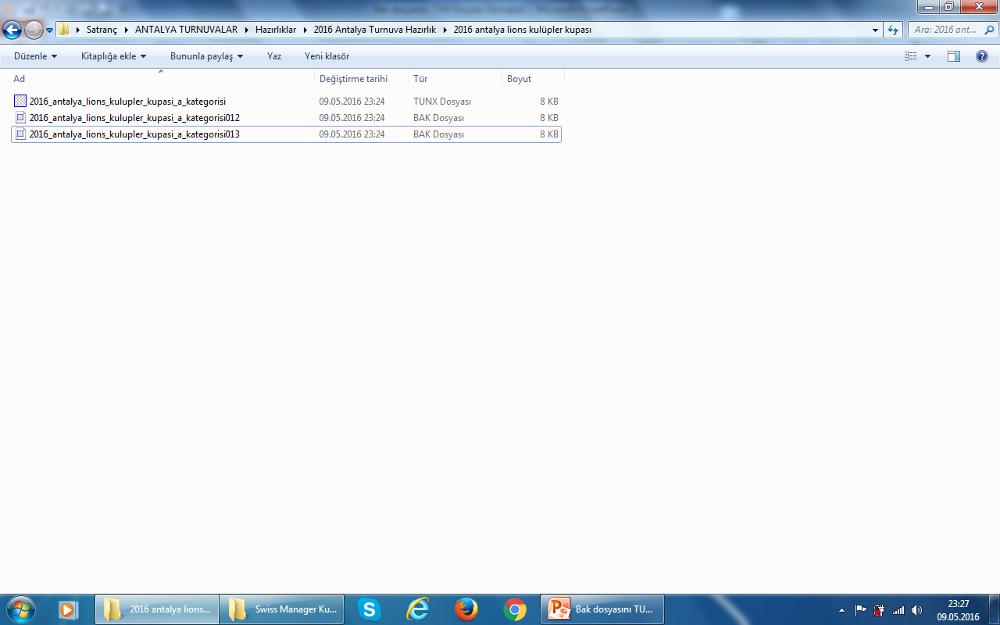 Satranç ANTALYA TURNUVALAR Hazırlıklar 2016 Antalya Turnuva Hazırlık 2016 antalya lions kulüpler kupası Ara: 2016 ant...
Düzenle Kitaplığa ekle Bununla paylaş Yaz Yeni klasör
Ad Değiştirme tarihi Tür Boyut
2016_antalya_lions_kulupler_kupasi_a_kategorisi 09.05.2016 23:24 TUNX Dosyası 8 KB
2016_antalya_lions_kulupler_kupasi_a_kategorisi012 09.05.2016 23:24 BAK Dosyası 8 KB
2016_antalya_lions_kulupler_kupasi_a_kategorisi013 09.05.2016 23:24 BAK Dosyası 8 KB
2016 antalya lions... Swiss Manager Ku... Bak dosyasını TU... 23:27
09.05.2016